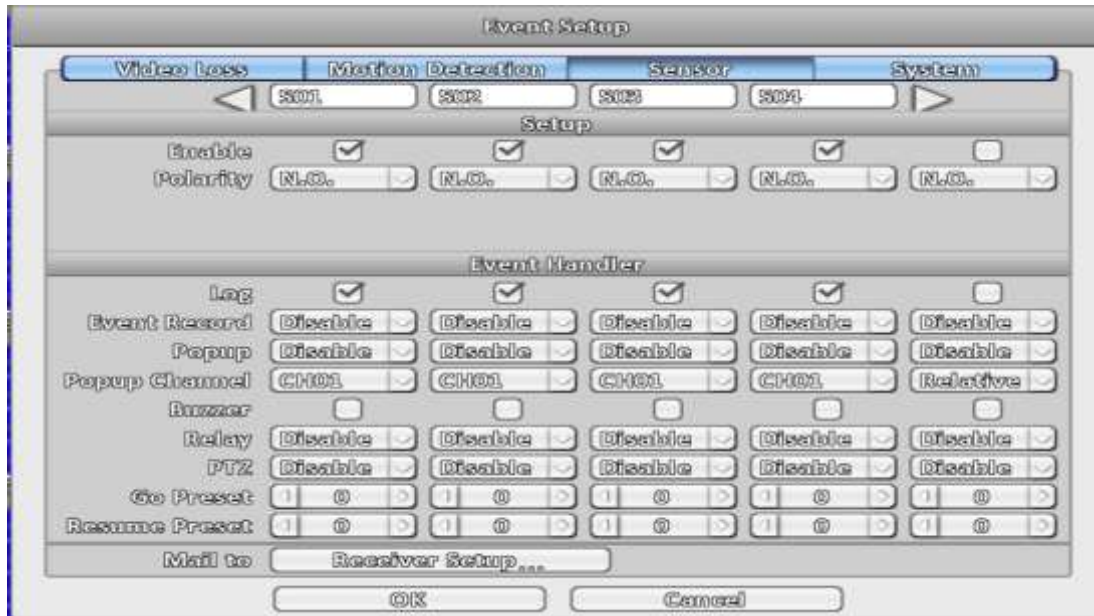 Event Setup
Video Loss Motion Detection Sensor System
S01 S02 S03 S04
Setup
Enable
Polarity N.O. N.O. N.O. N.O. N.O.
Event Handler
Log
Event Record Disable Disable Disable Disable Disable
Popup Disable Disable Disable Disable Disable
Popup Channel CH01 CH01 CH01 CH01 Relative
Buzzer
Relay Disable Disable Disable Disable Disable
PTZ Disable Disable Disable Disable Disable
Go Preset 0 0 0 0 0
Resume Preset 0 0 0 0 0
Mail to Receiver Setup...
OK Cancel